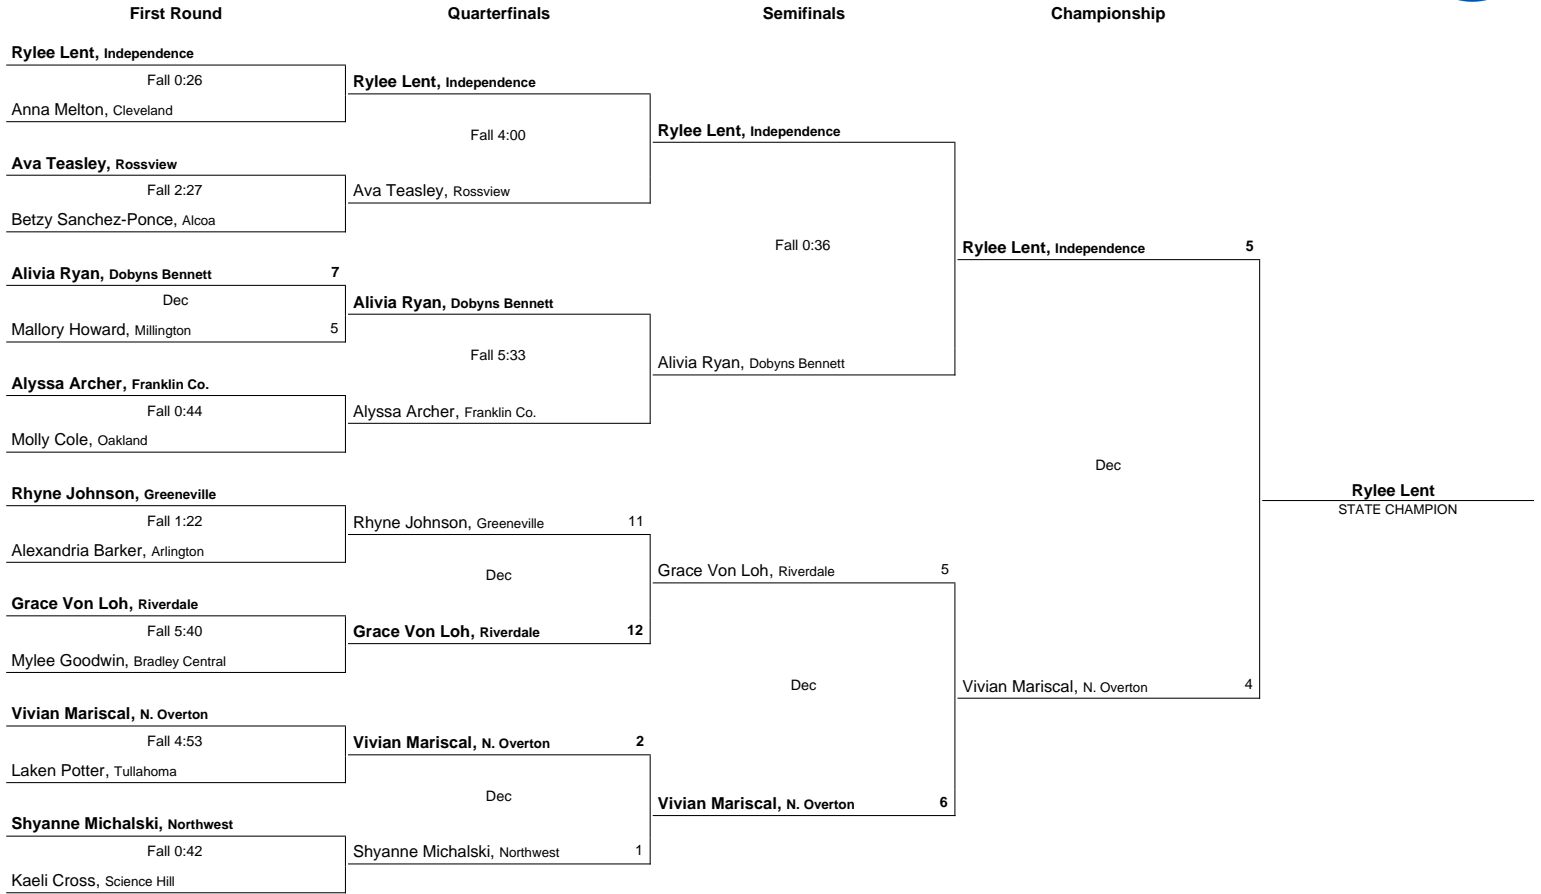 First Round Quarterfinals Semifinals Championship
Rylee Lent, Independence
Fall 0:26
Anna Melton, Cleveland
Ava Teasley, Rossview
Fall 2:27
Betzy Sanchez-Ponce, Alcoa
Alivia Ryan, Dobyns Bennett 7
Dec
Mallory Howard, Millington 5
Alyssa Archer, Franklin Co.
Fall 0:44
Molly Cole, Oakland
Rhyne Johnson, Greeneville
Fall 1:22
Alexandria Barker, Arlington
Grace Von Loh, Riverdale
Fall 5:40
Mylee Goodwin, Bradley Central
Vivian Mariscal, N. Overton
Fall 4:53
Laken Potter, Tullahoma
Shyanne Michalski, Northwest
Fall 0:42
Kaeli Cross, Science Hill
Rylee Lent, Independence
Fall 4:00
Ava Teasley, Rossview
Alivia Ryan, Dobyns Bennett
Fall 5:33
Alyssa Archer, Franklin Co.
Rhyne Johnson, Greeneville 11
Dec
Grace Von Loh, Riverdale 12
Vivian Mariscal, N. Overton 2
Dec
Shyanne Michalski, Northwest 1
Rylee Lent, Independence
Fall 0:36
Alivia Ryan, Dobyns Bennett
Grace Von Loh, Riverdale 5
Dec
Vivian Mariscal, N. Overton 6
Rylee Lent, Independence 5
Dec
Vivian Mariscal, N. Overton 4
Rylee Lent
STATE CHAMPION